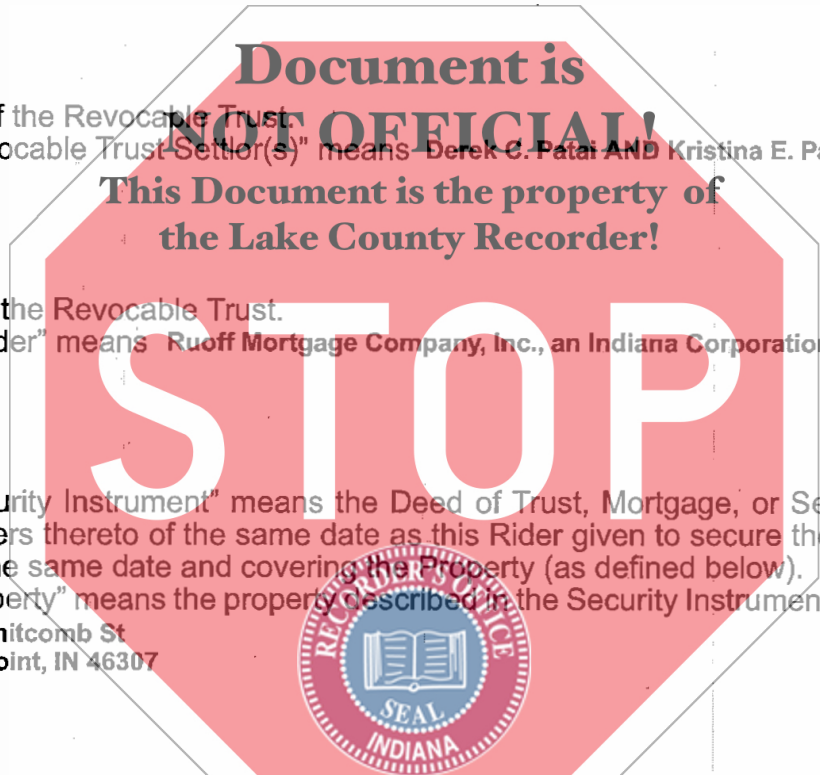 Document is
f the Revocable Trust.
NOT OFFICIAL!
ocable Trust Settlor(s)" means Derek C. Patai AND Kristina E. Pa
This Document is the property of
the Lake County Recorder!
the Revocable Trust.
der" means Ruoff Mortgage Company, Inc., an Indiana Corporation
STOP
urity Instrument" means the Deed of Trust, Mortgage, or Se
ers thereto of the same date as this Rider given to secure the
e same date and covering the Property (as defined below).
perty" means the property described in the Security Instrumen
hitcomb St
oint, IN 46307
RECORDER'S OFFICE
SEAL
INDIANA